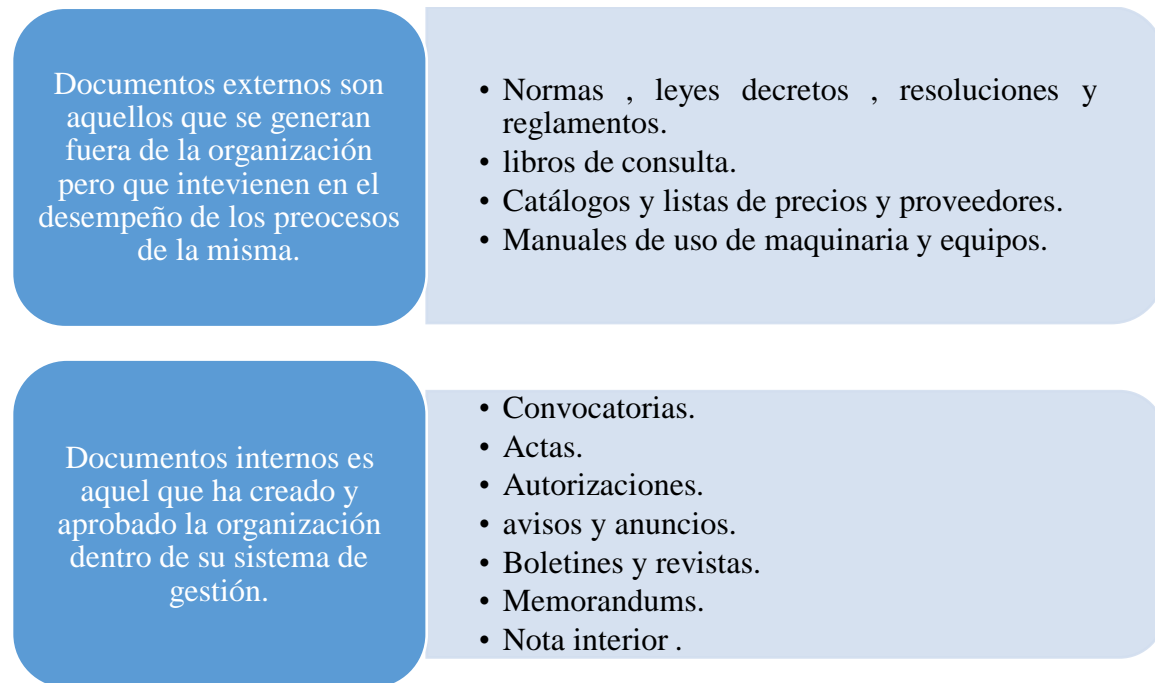 Documentos externos son
aquellos que se generan
fuera de la organización
pero que intevienen en el
desempeño de los preocesos
de la misma.
• Normas , leyes decretos , resoluciones y
reglamentos.
• libros de consulta.
• Catálogos y listas de precios y proveedores.
• Manuales de uso de maquinaria y equipos.
Documentos internos es
aquel que ha creado y
aprobado la organización
dentro de su sistema de
gestión.
• Convocatorias.
• Actas.
• Autorizaciones.
• avisos y anuncios.
• Boletines y revistas.
• Memorandums.
• Nota interior .